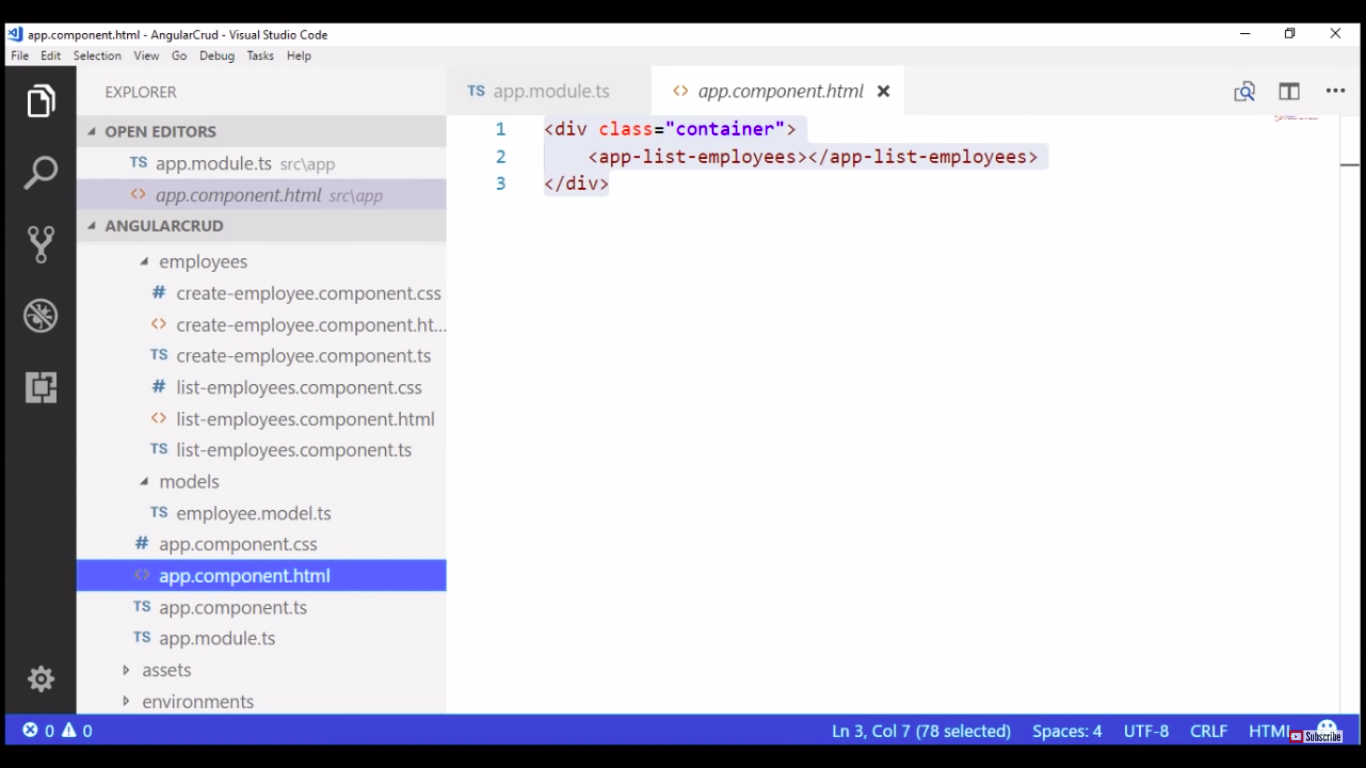 app.component.html - AngularCrud - Visual Studio Code
File Edit Selection View Go Debug Tasks Help
EXPLORER
OPEN EDITORS
TS app.module.ts src\app
<> app.component.html src\app
ANGULARCRUD
employees
# create-employee.component.css
<> create-employee.component.ht...
TS create-employee.component.ts
# list-employees.component.css
<> list-employees.component.html
TS list-employees.component.ts
models
TS employee.model.ts
# app.component.css
<> app.component.html
TS app.component.ts
TS app.module.ts
assets
environments
TS app.module.ts <> app.component.html
1 <div class="container">
2     <app-list-employees></app-list-employees>
3 </div>
0 0 Ln 3, Col 7 (78 selected) Spaces: 4 UTF-8 CRLF HTML
Subscribe